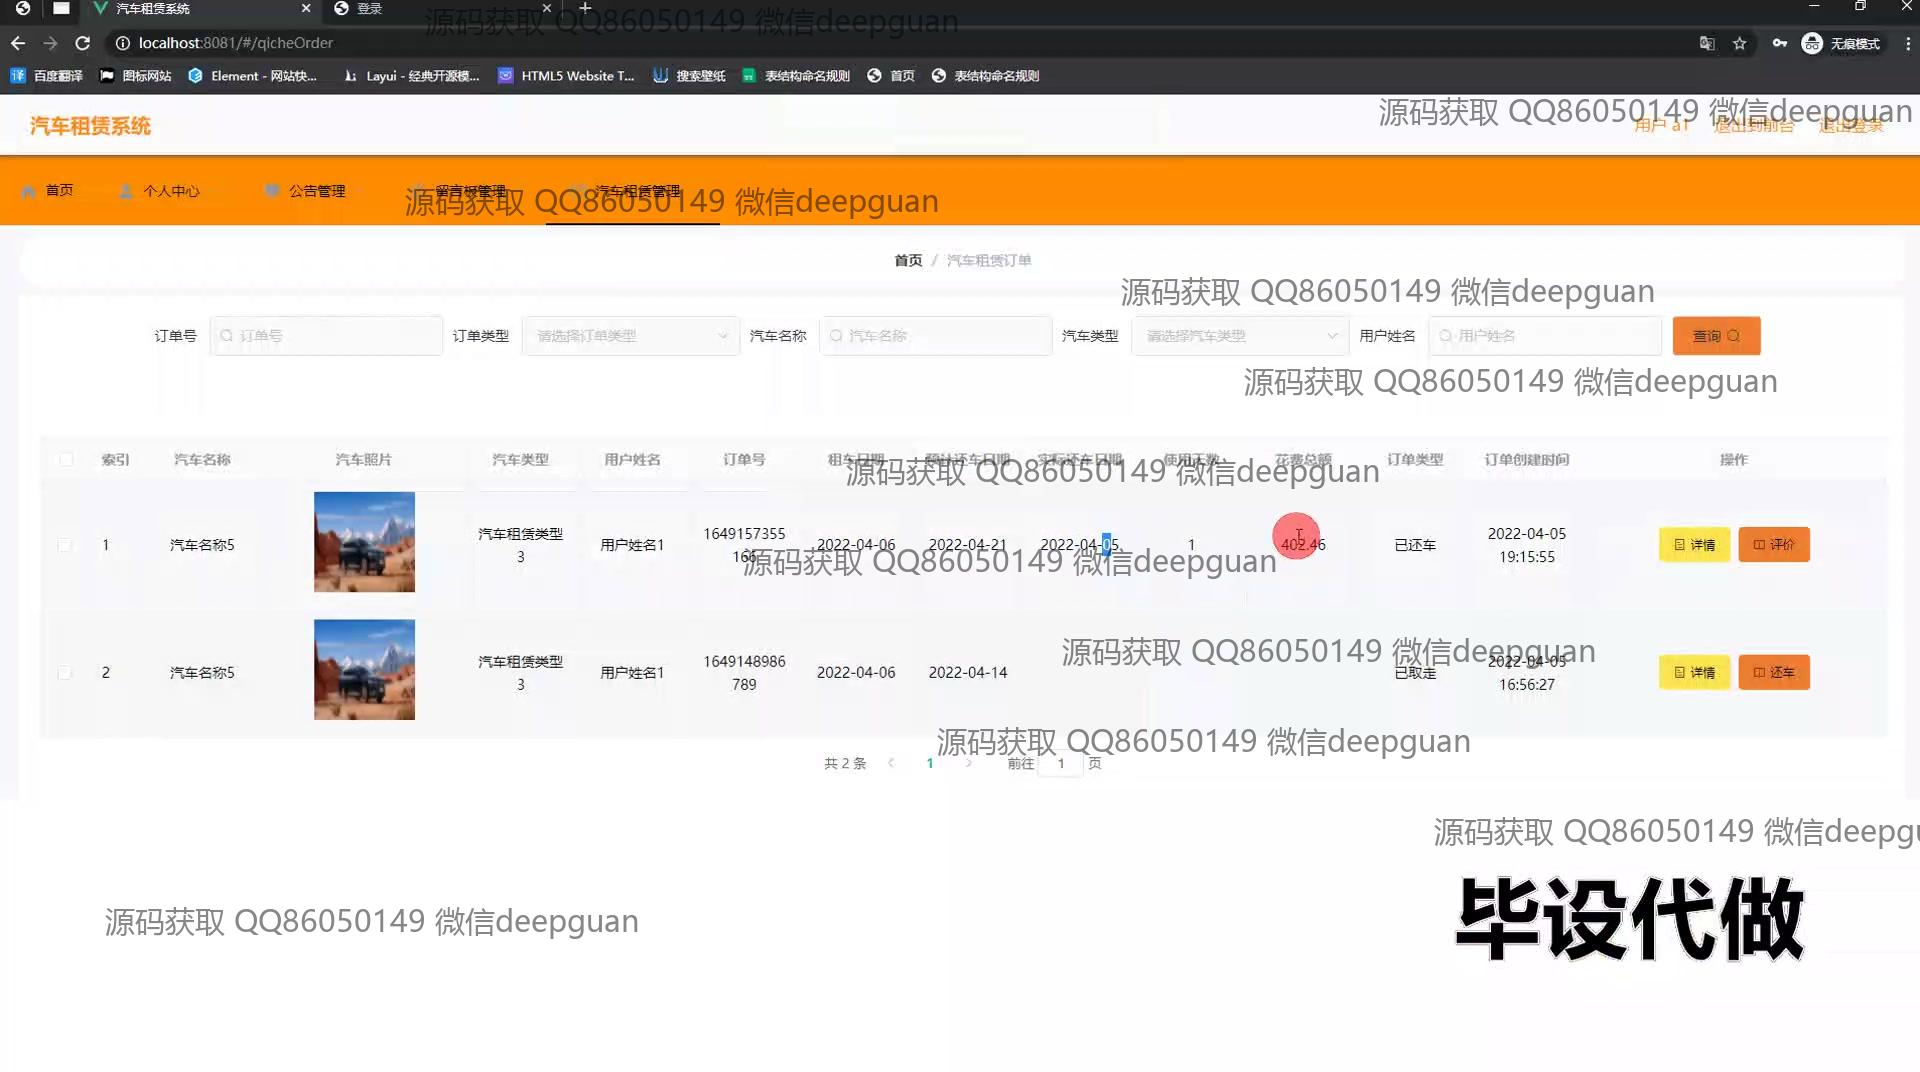 汽车租赁系统
登录
源码获取 QQ86050149 微信deepguan
localhost:8081/#/qicheOrder
无痕模式
百度翻译 图标网站 Element - 网站快... Layui - 经典开源模... HTML5 Website T... 搜索壁纸 表结构命名规则 首页 表结构命名规则
源码获取 QQ86050149 微信deepguan
汽车租赁系统
用户 a1 退出到前台 退出登录
首页 个人中心 公告管理 留言板管理 汽车租赁管理
源码获取 QQ86050149 微信deepguan
首页 / 汽车租赁订单
源码获取 QQ86050149 微信deepguan
订单号 订单号 订单类型 请选择订单类型 汽车名称 汽车名称 汽车类型 请选择汽车类型 用户姓名 用户姓名 查询
源码获取 QQ86050149 微信deepguan
索引 汽车名称 汽车照片 汽车类型 用户姓名 订单号 租车日期 预计还车日期 实际还车日期 使用天数 花费总额 订单类型 订单创建时间 操作
源码获取 QQ86050149 微信deepguan
1 汽车名称5 汽车租赁类型3 用户姓名1 1649157355166 2022-04-06 2022-04-21 2022-04-05 1 402.46 已还车 2022-04-05 19:15:55 详情 评价
源码获取 QQ86050149 微信deepguan
源码获取 QQ86050149 微信deepguan
2 汽车名称5 汽车租赁类型3 用户姓名1 1649148986789 2022-04-06 2022-04-14 已取走 2022-04-05 16:56:27 详情 还车
源码获取 QQ86050149 微信deepguan
共 2 条 1 前往 1 页
源码获取 QQ86050149 微信deepgu
毕设代做
源码获取 QQ86050149 微信deepguan